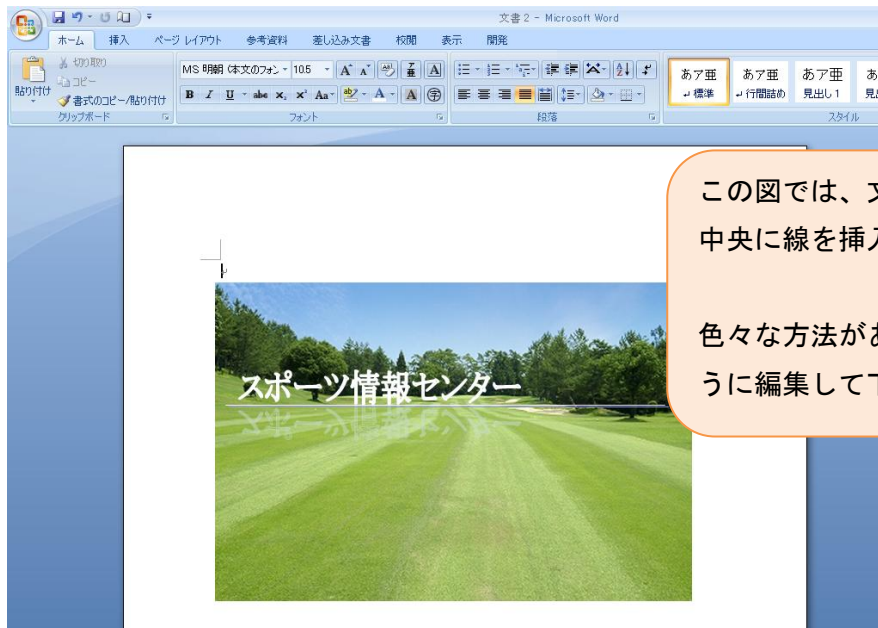 文書 2 - Microsoft Word
ホーム 挿入 ページ レイアウト 参考資料 差し込み文書 校閲 表示 開発
切り取り
コピー
貼り付け
書式のコピー/貼り付け
MS 明朝 (本文のフォン 10.5
B I U abe x₂ x² Aa A A
あア亜 あア亜 あア亜 あ
標準 行間詰め 見出し 1 見
クリップボード フォント 段落 スタイル
この図では、
中央に線を挿
色々な方法が
うに編集して
スポーツ情報センター